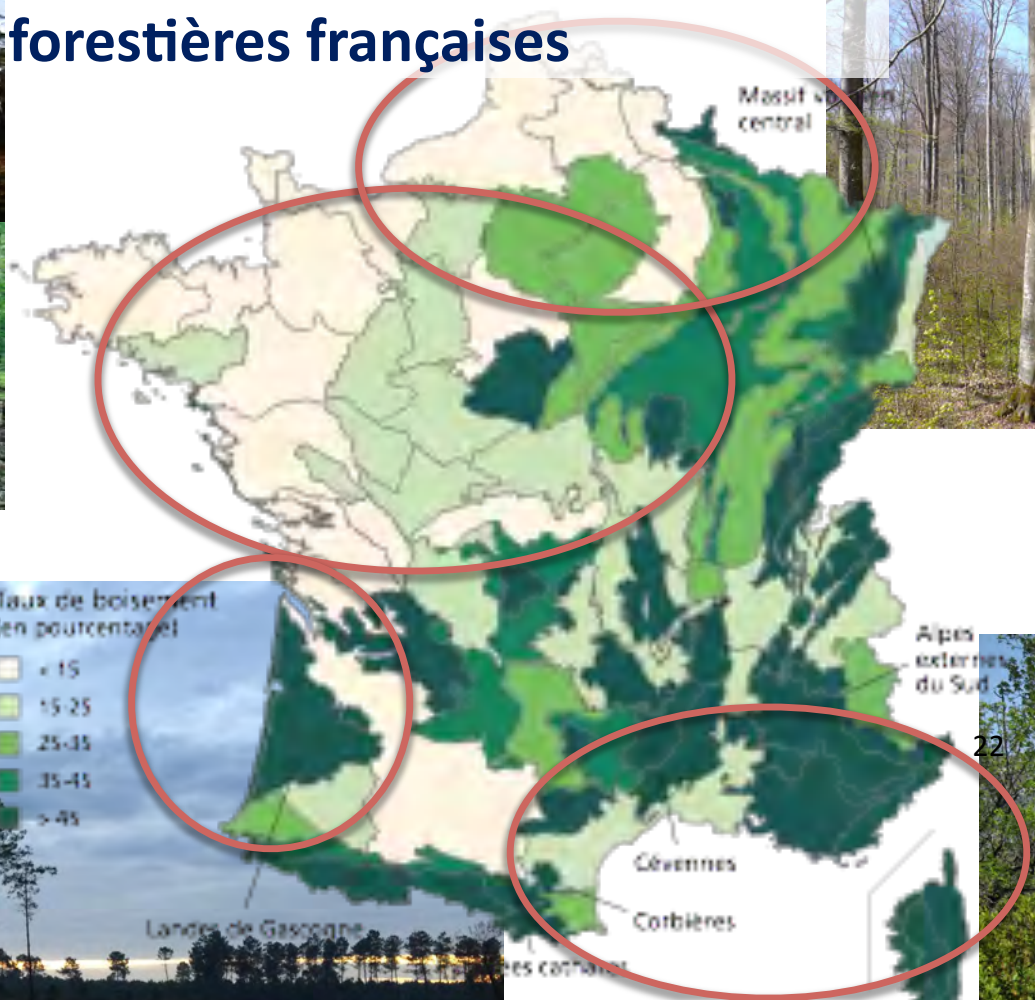 forestières françaises
Massif
central
Taux de boisement
(en pourcentage)
< 15
15-25
25-35
35-45
> 45
Alpes
externes
du Sud
22
Cévennes
Corbières
Landes de Gascogne